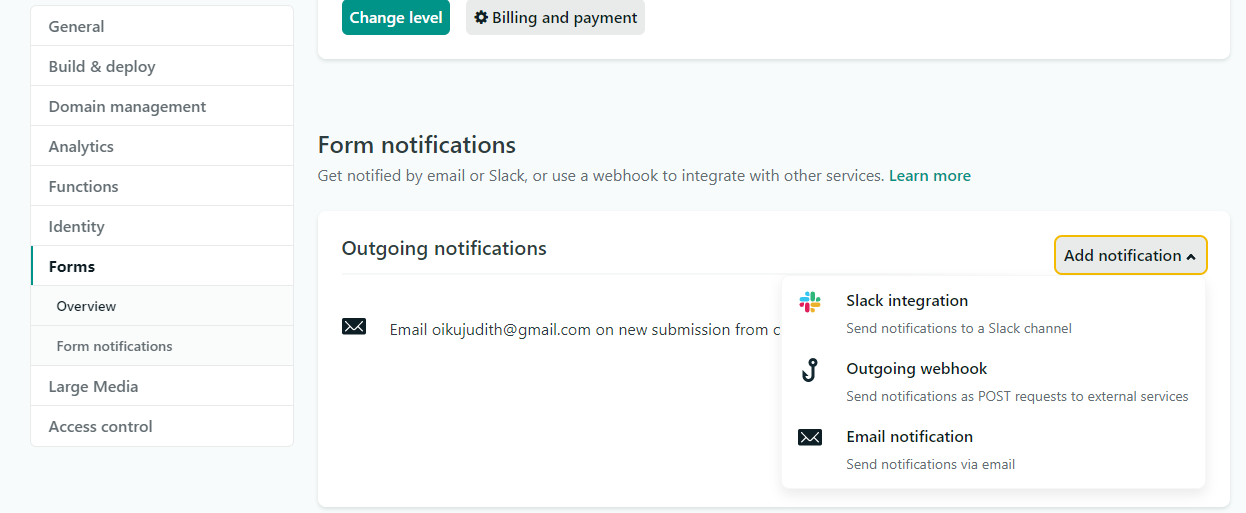 General
Build & deploy
Domain management
Analytics
Functions
Identity
Forms
Overview
Form notifications
Large Media
Access control
Change level
Billing and payment
Form notifications
Get notified by email or Slack, or use a webhook to integrate with other services. Learn more
Outgoing notifications
Add notification
Email oikujudith@gmail.com on new submission from
Slack integration
Send notifications to a Slack channel
Outgoing webhook
Send notifications as POST requests to external services
Email notification
Send notifications via email